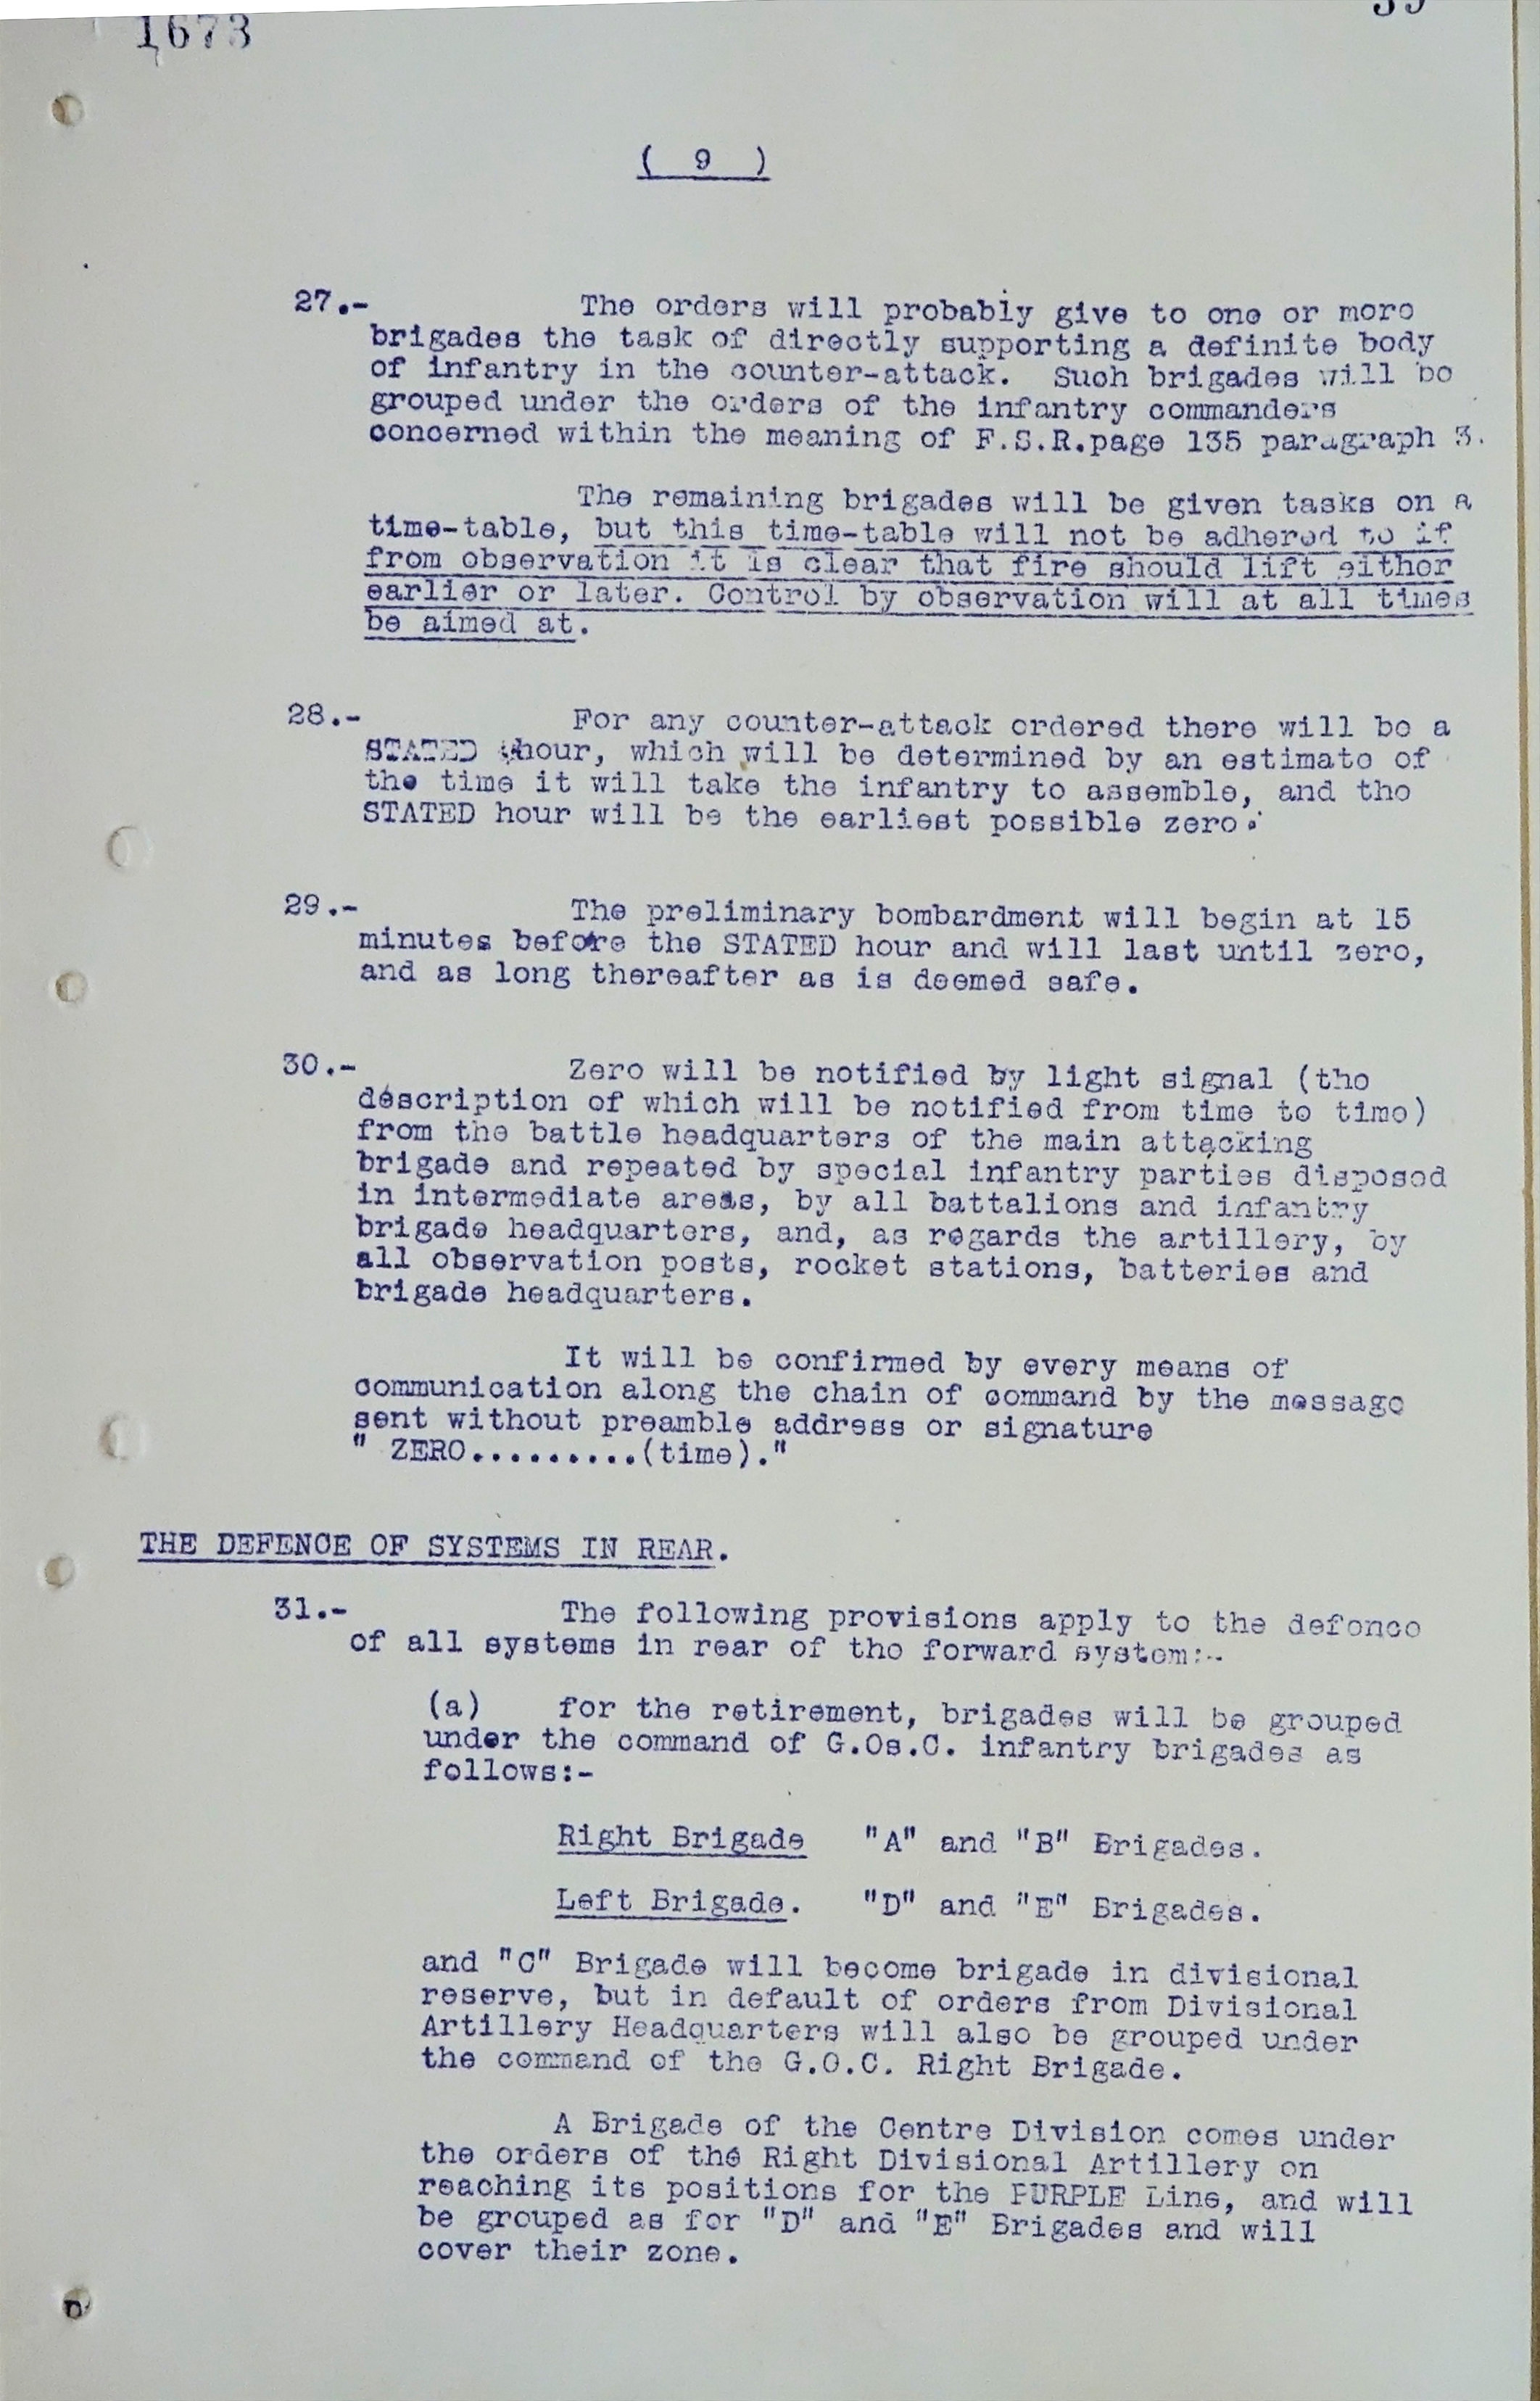 1673
( 9 )
27.- The orders will probably give to one or more
brigades the task of directly supporting a definite body
of infantry in the counter-attack. Such brigades will be
grouped under the orders of the infantry commanders
concerned within the meaning of F.S.R.page 135 paragraph 3.
The remaining brigades will be given tasks on a
time-table, but this time-table will not be adhered to if
from observation it is clear that fire should lift either
earlier or later. Control by observation will at all times
be aimed at.
28.- For any counter-attack ordered there will be a
STATED hour, which will be determined by an estimate of
the time it will take the infantry to assemble, and the
STATED hour will be the earliest possible zero.
29.- The preliminary bombardment will begin at 15
minutes before the STATED hour and will last until zero,
and as long thereafter as is deemed safe.
30.- Zero will be notified by light signal (the
description of which will be notified from time to time)
from the battle headquarters of the main attacking
brigade and repeated by special infantry parties disposed
in intermediate areas, by all battalions and infantry
brigade headquarters, and, as regards the artillery, by
all observation posts, rocket stations, batteries and
brigade headquarters.
It will be confirmed by every means of
communication along the chain of command by the message
sent without preamble address or signature
" ZERO..........(time)."
THE DEFENCE OF SYSTEMS IN REAR.
31.- The following provisions apply to the defence
of all systems in rear of the forward system:-
(a) for the retirement, brigades will be grouped
under the command of G.Os.C. infantry brigades as
follows:-
Right Brigade "A" and "B" Brigades.
Left Brigade. "D" and "E" Brigades.
and "C" Brigade will become brigade in divisional
reserve, but in default of orders from Divisional
Artillery Headquarters will also be grouped under
the command of the G.O.C. Right Brigade.
A Brigade of the Centre Division comes under
the orders of the Right Divisional Artillery on
reaching its positions for the PURPLE Line, and will
be grouped as for "D" and "E" Brigades and will
cover their zone.